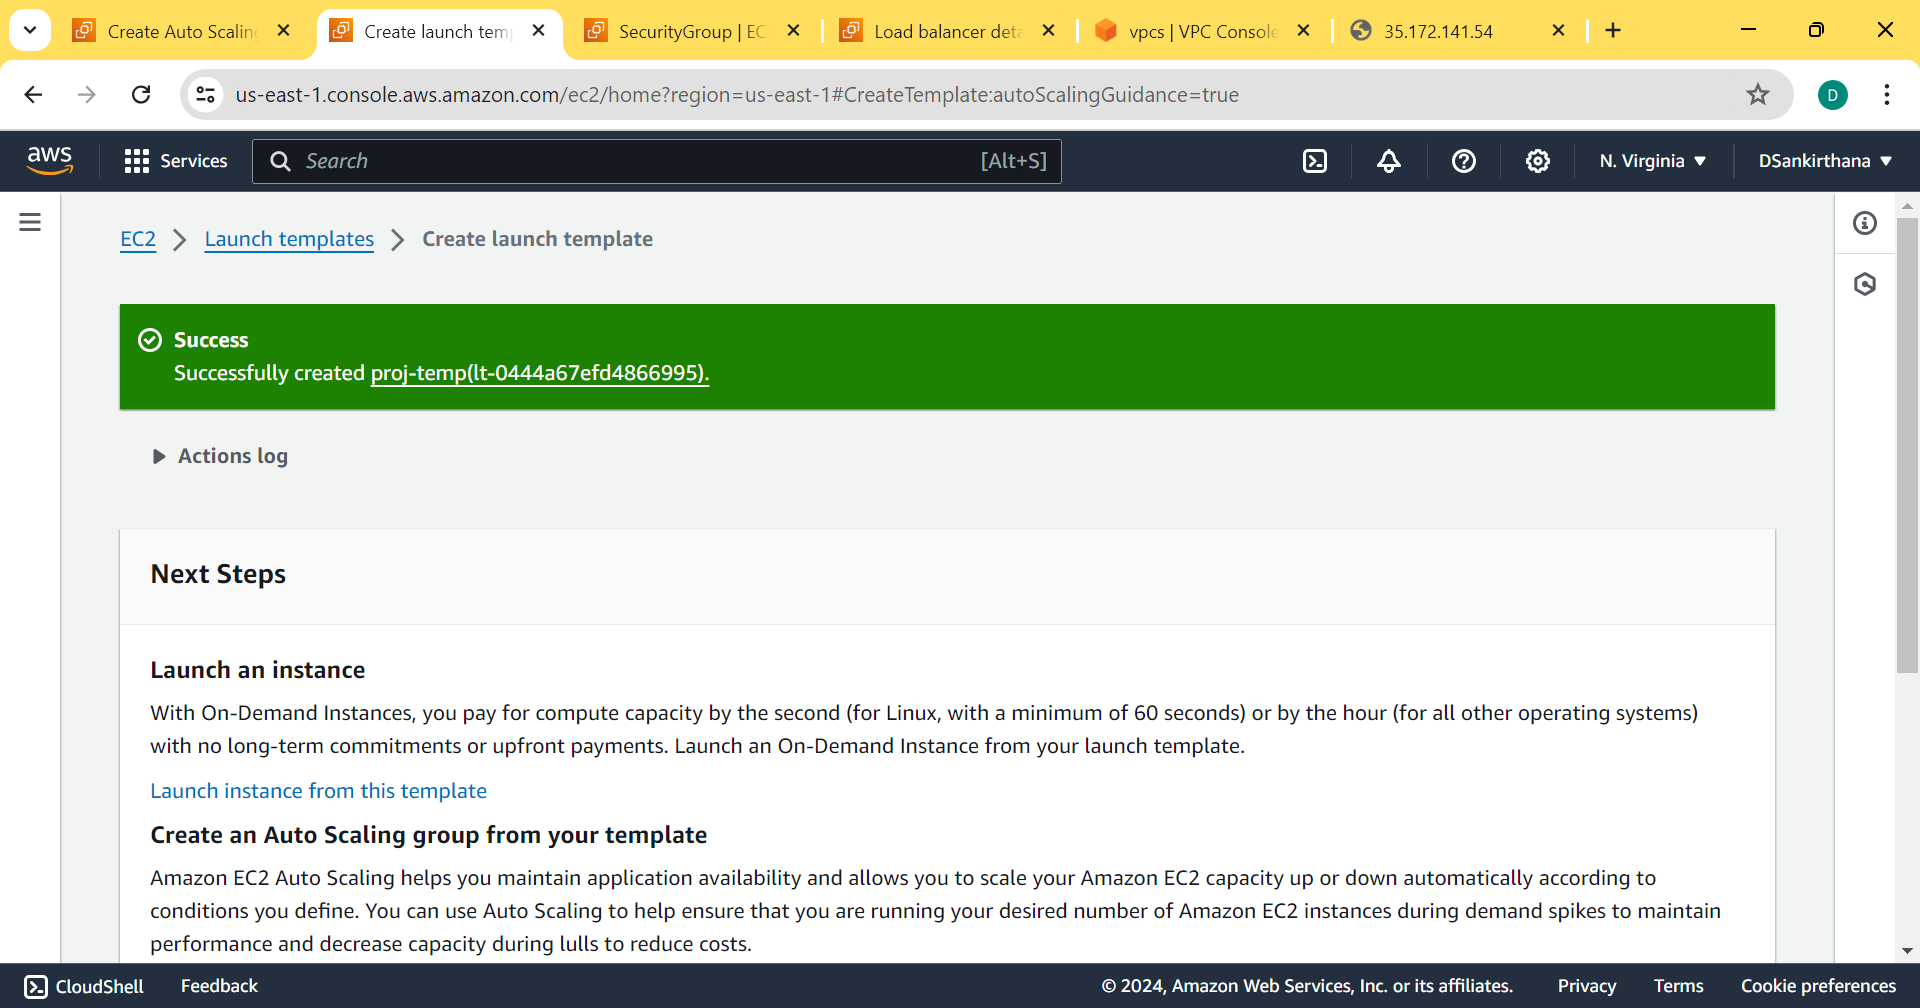 Create Auto Scaling
Create launch temp
SecurityGroup | EC
Load balancer deta
vpcs | VPC Console
35.172.141.54
us-east-1.console.aws.amazon.com/ec2/home?region=us-east-1#CreateTemplate:autoScalingGuidance=true
D
aws
Services
Search
[Alt+S]
N. Virginia
DSankirthana
EC2
Launch templates
Create launch template
Success
Successfully created proj-temp(lt-0444a67efd4866995).
Actions log
Next Steps
Launch an instance
With On-Demand Instances, you pay for compute capacity by the second (for Linux, with a minimum of 60 seconds) or by the hour (for all other operating systems)
with no long-term commitments or upfront payments. Launch an On-Demand Instance from your launch template.
Launch instance from this template
Create an Auto Scaling group from your template
Amazon EC2 Auto Scaling helps you maintain application availability and allows you to scale your Amazon EC2 capacity up or down automatically according to
conditions you define. You can use Auto Scaling to help ensure that you are running your desired number of Amazon EC2 instances during demand spikes to maintain
performance and decrease capacity during lulls to reduce costs.
CloudShell
Feedback
© 2024, Amazon Web Services, Inc. or its affiliates.
Privacy
Terms
Cookie preferences